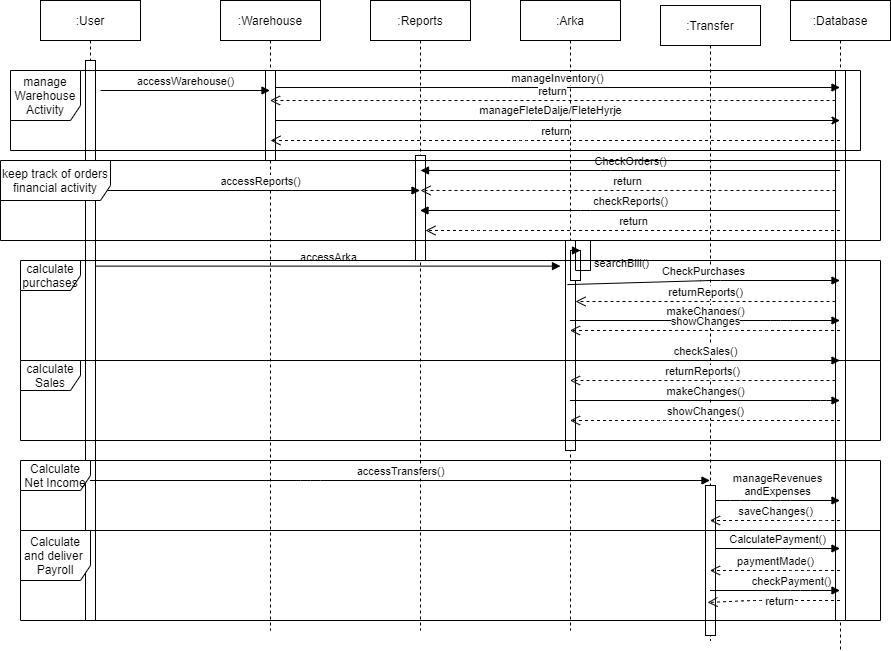 :User
:Warehouse
:Reports
:Arka
:Transfer
:Database
manage
Warehouse
Activity
accessWarehouse()
manageInventory()
return
manageFleteDalje/FleteHyrje
return
keep track of orders
financial activity
CheckOrders()
accessReports()
return
checkReports()
return
accessArka
searchBill()
calculate
purchases
CheckPurchases
returnReports()
makeChanges()
showChanges
calculate
Sales
checkSales()
returnReports()
makeChanges()
showChanges()
Calculate
Net Income
accessTransfers()
manageRevenues
andExpenses
saveChanges()
Calculate
and deliver
Payroll
CalculatePayment()
paymentMade()
checkPayment()
return